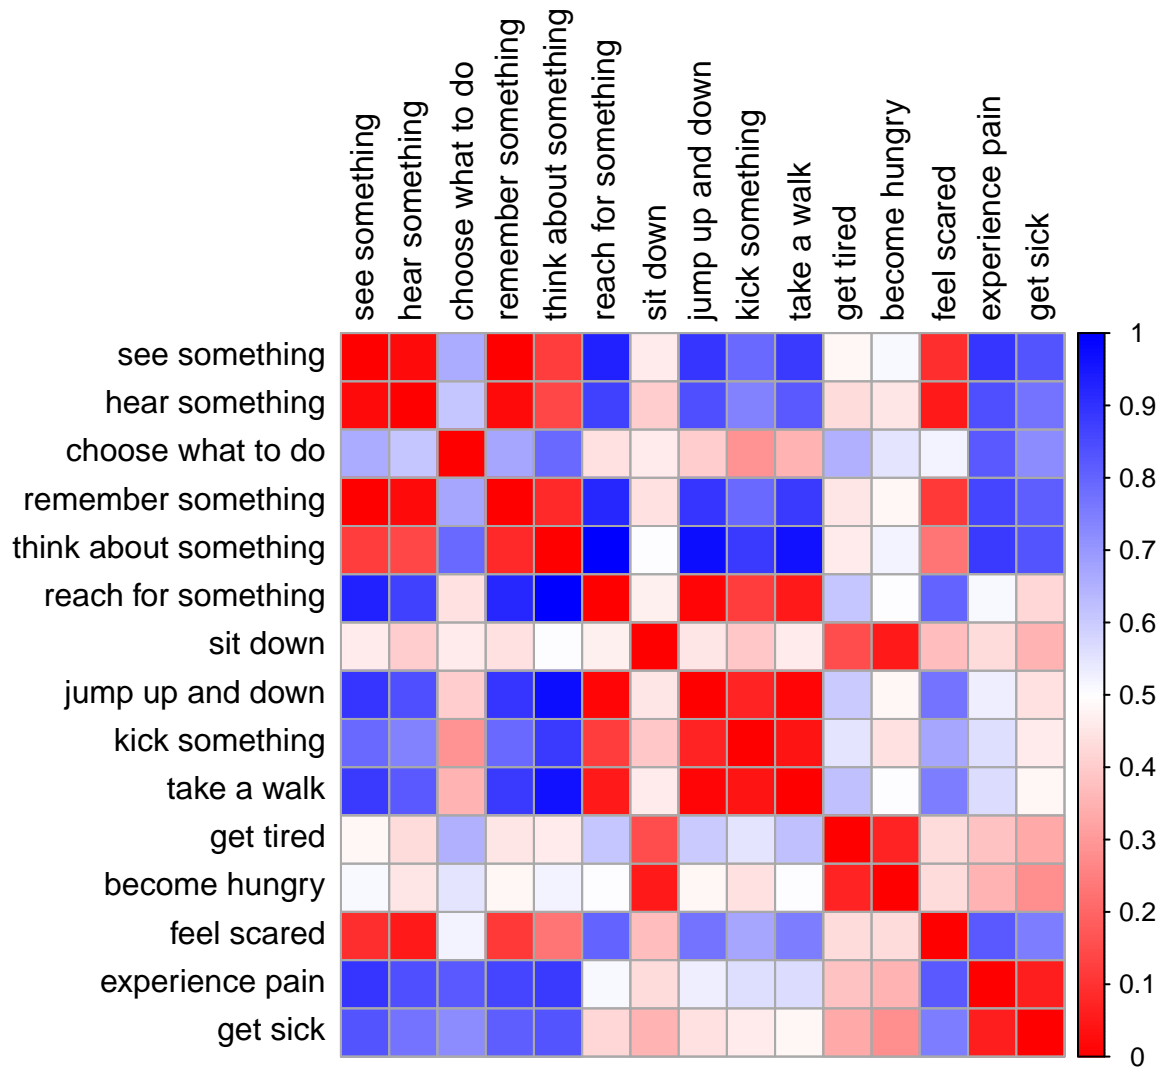 see something
hear something
choose what to do
remember something
think about something
reach for something
sit down
jump up and down
kick something
take a walk
get tired
become hungry
feel scared
experience pain
get sick
see something
hear something
choose what to do
remember something
think about something
reach for something
sit down
jump up and down
kick something
take a walk
get tired
become hungry
feel scared
experience pain
get sick
1
0.9
0.8
0.7
0.6
0.5
0.4
0.3
0.2
0.1
0